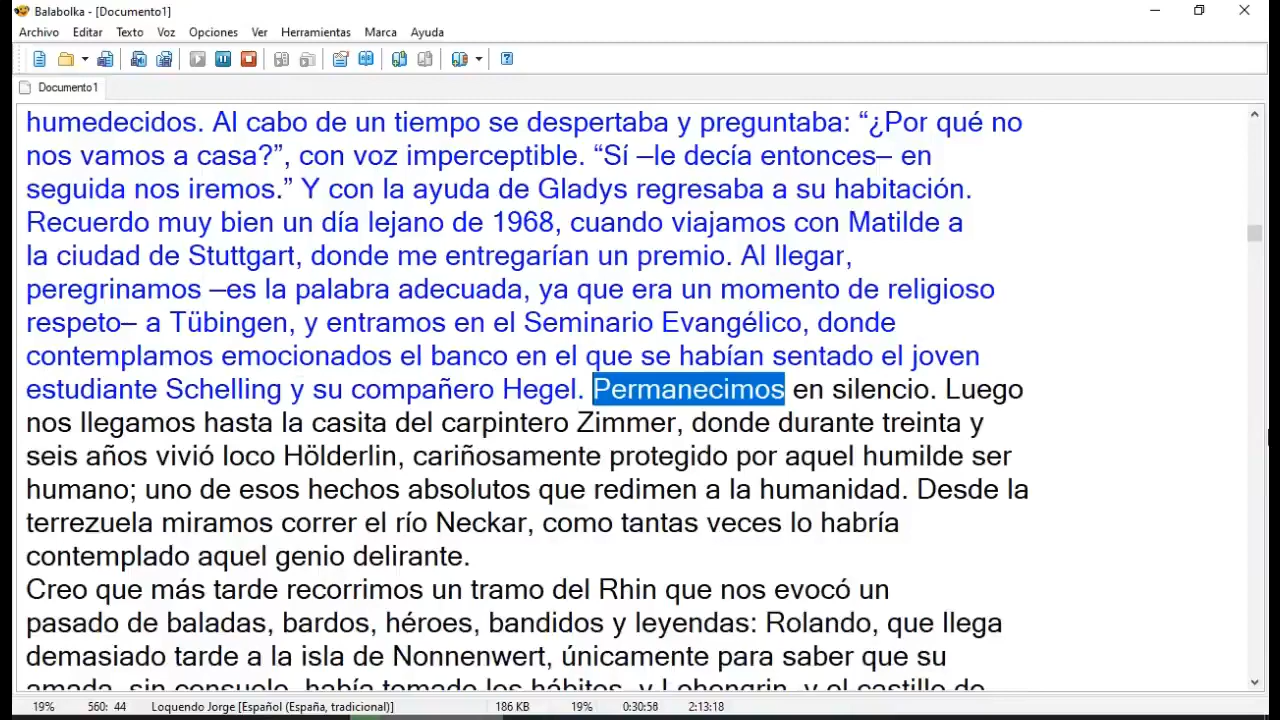 Balabolka - [Documento1]
Archivo Editar Texto Voz Opciones Ver Herramientas Marca Ayuda
Documento1
humedecidos. Al cabo de un tiempo se despertaba y preguntaba: “¿Por qué no
nos vamos a casa?”, con voz imperceptible. “Sí —le decía entonces— en
seguida nos iremos.” Y con la ayuda de Gladys regresaba a su habitación.
Recuerdo muy bien un día lejano de 1968, cuando viajamos con Matilde a
la ciudad de Stuttgart, donde me entregarían un premio. Al llegar,
peregrinamos —es la palabra adecuada, ya que era un momento de religioso
respeto— a Tübingen, y entramos en el Seminario Evangélico, donde
contemplamos emocionados el banco en el que se habían sentado el joven
estudiante Schelling y su compañero Hegel. Permanecimos en silencio. Luego
nos llegamos hasta la casita del carpintero Zimmer, donde durante treinta y
seis años vivió loco Hölderlin, cariñosamente protegido por aquel humilde ser
humano; uno de esos hechos absolutos que redimen a la humanidad. Desde la
terrezuela miramos correr el río Neckar, como tantas veces lo habría
contemplado aquel genio delirante.
Creo que más tarde recorrimos un tramo del Rhin que nos evocó un
pasado de baladas, bardos, héroes, bandidos y leyendas: Rolando, que llega
demasiado tarde a la isla de Nonnenwert, únicamente para saber que su
amada, sin consuelo, había tomado los hábitos, y Lohengrin, y el castillo de
19% 560: 44 Loquendo Jorge [Español (España, tradicional)] 186 KB 19% 0:30:58 2:13:18